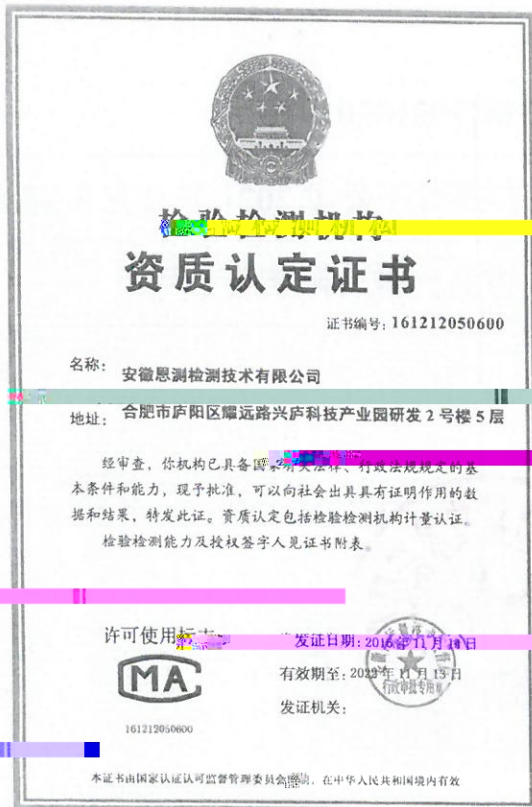 检验检测机构
资质认定证书
证书编号：161212050600
名称： 安徽恩测检测技术有限公司
地址： 合肥市庐阳区耀远路兴庐科技产业园研发2号楼5层
经审查，你机构已具备国家有关法律、行政法规规定的基
本条件和能力，现予批准，可以向社会出具具有证明作用的数
据和结果，特发此证。资质认定包括检验检测机构计量认证。
检验检测能力及授权签字人见证书附表。
许可使用标志
发证日期：2016年11月14日
MA
有效期至：2022年11月13日
发证机关：
161212050600
行政审批专用章
本证书由国家认证认可监督管理委员会监制，在中华人民共和国境内有效